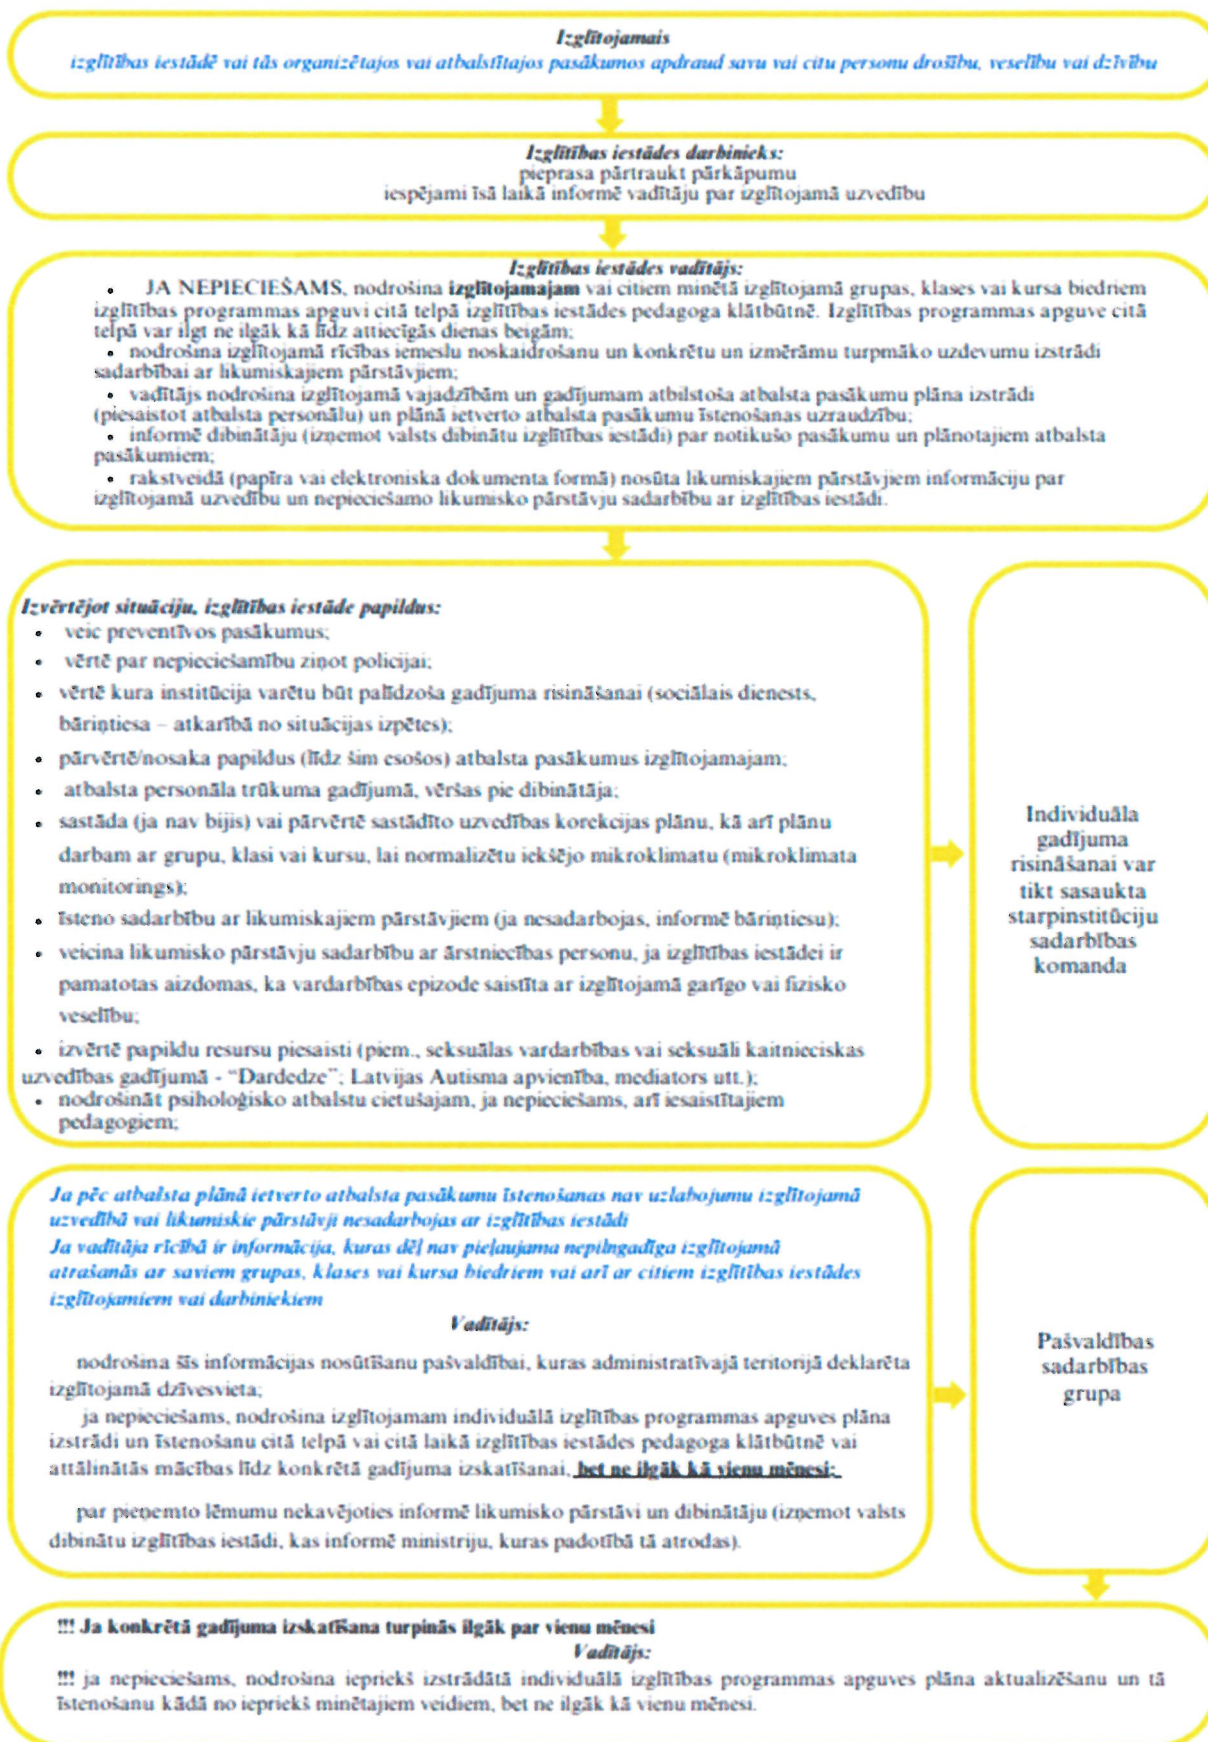 Izglītojamais
izglītības iestādē vai tās organizētajos vai atbalstītajos pasākumos apdraud savu vai citu personu drošību, veselību vai dzīvību
Izglītības iestādes darbinieks:
pieprasa pārtraukt pārkāpumu
iespējami īsā laikā informē vadītāju par izglītojamā uzvedību
Izglītības iestādes vadītājs:
• JA NEPIECIEŠAMS, nodrošina izglītojamajam vai citiem minētā izglītojamā grupas, klases vai kursa biedriem
izglītības programmas apguvi citā telpā izglītības iestādes pedagoga klātbūtnē. Izglītības programmas apguve citā
telpā var ilgt ne ilgāk kā līdz attiecīgās dienas beigām;
• nodrošina izglītojamā rīcības iemeslu noskaidrošanu un konkrētu un izmērāmu turpmāko uzdevumu izstrādi
sadarbībai ar likumiskajiem pārstāvjiem;
• vadītājs nodrošina izglītojamā vajadzībām un gadījumam atbilstoša atbalsta pasākumu plāna izstrādi
(piesaistot atbalsta personālu) un plānā ietverto atbalsta pasākumu īstenošanas uzraudzību;
• informē dibinātāju (izņemot valsts dibinātu izglītības iestādi) par notikušo pasākumu un plānotajiem atbalsta
pasākumiem;
• rakstveidā (papīra vai elektroniska dokumenta formā) nosūta likumiskajiem pārstāvjiem informāciju par
izglītojamā uzvedību un nepieciešamo likumisko pārstāvju sadarbību ar izglītības iestādi.
Izvērtējot situāciju, izglītības iestāde papildus:
• veic preventīvos pasākumus;
• vērtē par nepieciešamību ziņot policijai;
• vērtē kura institūcija varētu būt palīdzoša gadījuma risināšanai (sociālais dienests,
bāriņtiesa – atkarībā no situācijas izpētes);
• pārvērtē/nosaka papildus (līdz šim esošos) atbalsta pasākumus izglītojamajam;
• atbalsta personāla trūkuma gadījumā, vēršas pie dibinātāja;
• sastāda (ja nav bijis) vai pārvērtē sastādīto uzvedības korekcijas plānu, kā arī plānu
darbam ar grupu, klasi vai kursu, lai normalizētu iekšējo mikroklimatu (mikroklimata
monitorings);
• īsteno sadarbību ar likumiskajiem pārstāvjiem (ja nesadarbojas, informē bāriņtiesu);
• veicina likumisko pārstāvju sadarbību ar ārstniecības personu, ja izglītības iestādei ir
pamatotas aizdomas, ka vardarbības epizode saistīta ar izglītojamā garīgo vai fizisko
veselību;
• izvērtē papildu resursu piesaisti (piem., seksuālas vardarbības vai seksuāli kaitnieciskas
uzvedības gadījumā - “Dardedze”; Latvijas Autisma apvienība, mediators utt.);
• nodrošināt psiholoģisko atbalstu cietušajam, ja nepieciešams, arī iesaistītajiem
pedagogiem;
Individuāla
gadījuma
risināšanai var
tikt sasaukta
starpinstitūciju
sadarbības
komanda
Ja pēc atbalsta plānā ietverto atbalsta pasākumu īstenošanas nav uzlabojumu izglītojamā
uzvedībā vai likumiskie pārstāvji nesadarbojas ar izglītības iestādi
Ja vadītāja rīcībā ir informācija, kuras dēļ nav pieļaujama nepilngadīga izglītojamā
atrašanās ar saviem grupas, klases vai kursa biedriem vai arī ar citiem izglītības iestādes
izglītojamiem vai darbiniekiem
Vadītājs:
nodrošina šīs informācijas nosūtīšanu pašvaldībai, kuras administratīvajā teritorijā deklarēta
izglītojamā dzīvesvieta;
ja nepieciešams, nodrošina izglītojamam individuālā izglītības programmas apguves plāna
izstrādi un īstenošanu citā telpā vai citā laikā izglītības iestādes pedagoga klātbūtnē vai
attālinātās mācības līdz konkrētā gadījuma izskatīšanai, bet ne ilgāk kā vienu mēnesi;
par pieņemto lēmumu nekavējoties informē likumisko pārstāvi un dibinātāju (izņemot valsts
dibinātu izglītības iestādi, kas informē ministriju, kuras padotībā tā atrodas).
Pašvaldības
sadarbības
grupa
!!! Ja konkrētā gadījuma izskatīšana turpinās ilgāk par vienu mēnesi
Vadītājs:
!!! ja nepieciešams, nodrošina iepriekš izstrādātā individuālā izglītības programmas apguves plāna aktualizēšanu un tā
īstenošanu kādā no iepriekš minētajiem veidiem, bet ne ilgāk kā vienu mēnesi.